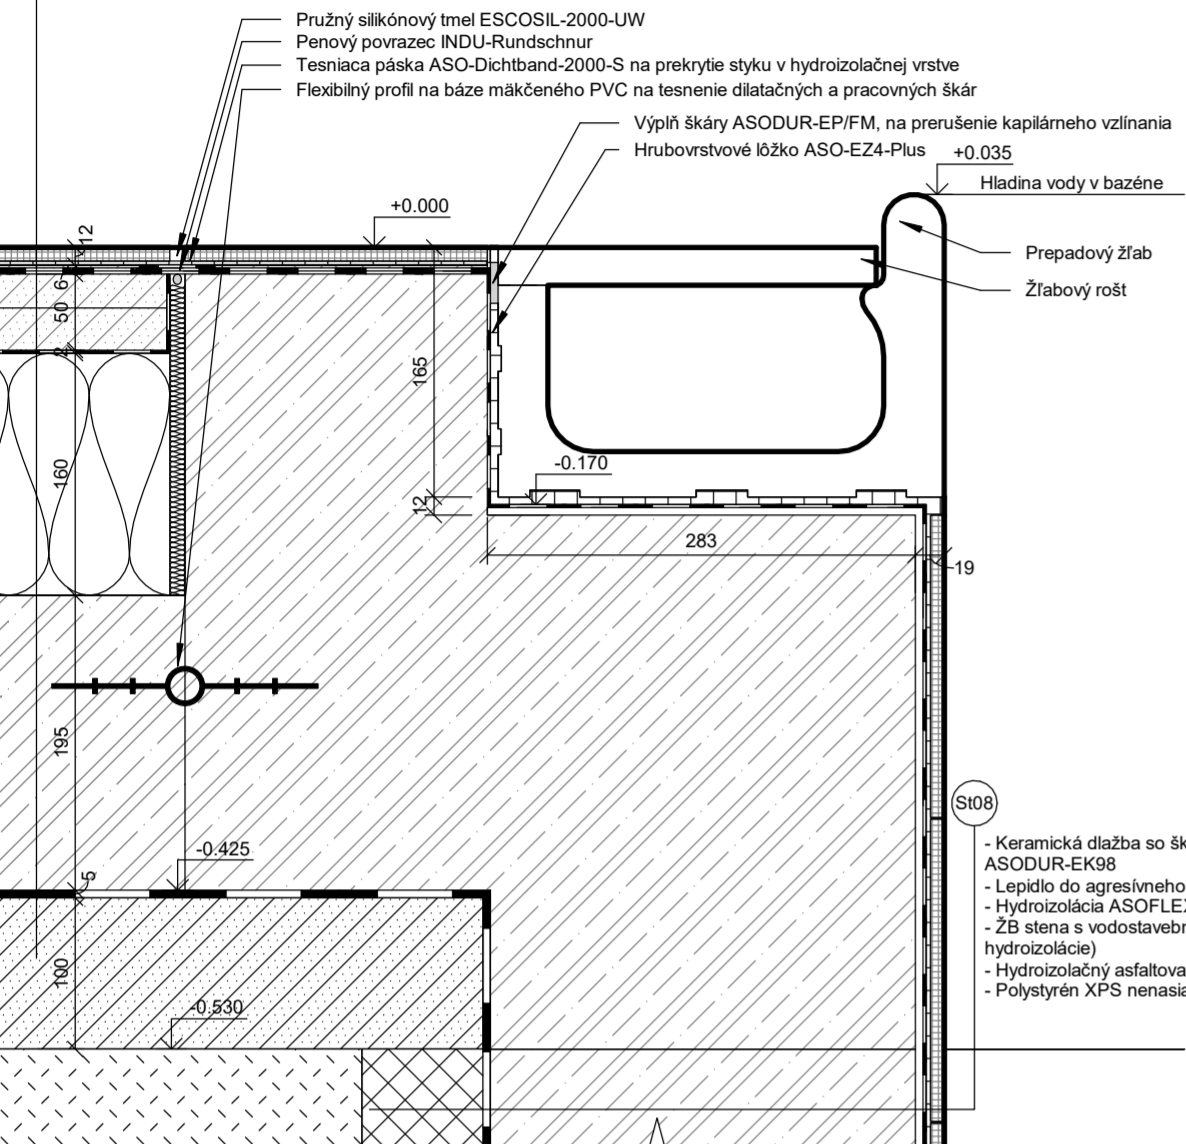 Pružný silikónový tmel ESCOSIL-2000-UW
Penový povrazec INDU-Rundschnur
Tesniaca páska ASO-Dichtband-2000-S na prekrytie styku v hydroizolačnej vrstve
Flexibilný profil na báze mäkčeného PVC na tesnenie dilatačných a pracovných škár
Výplň škáry ASODUR-EP/FM, na prerušenie kapilárneho vzlínania
Hrubovrstvové lôžko ASO-EZ4-Plus
+0.035
Hladina vody v bazéne
+0.000
12
Prepadový žľab
Žľabový rošt
6
50
2
165
160
-0.170
12
283
19
195
St08
-0.425
5
- Keramická dlažba so šk
ASODUR-EK98
- Lepidlo do agresívneho
- Hydroizolácia ASOFLEX
- ŽB stena s vodostavebn
hydroizolácie)
- Hydroizolačný asfaltova
- Polystyrén XPS nenasia
100
-0.530